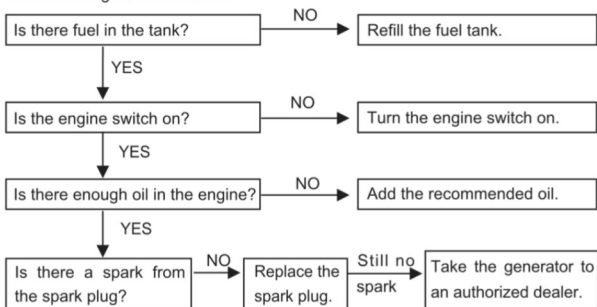 Is there fuel in the tank?
NO
Refill the fuel tank.
YES
Is the engine switch on?
NO
Turn the engine switch on.
YES
Is there enough oil in the engine?
NO
Add the recommended oil.
YES
Is there a spark from
the spark plug?
NO
Replace the
spark plug.
Still no
spark
Take the generator to
an authorized dealer.